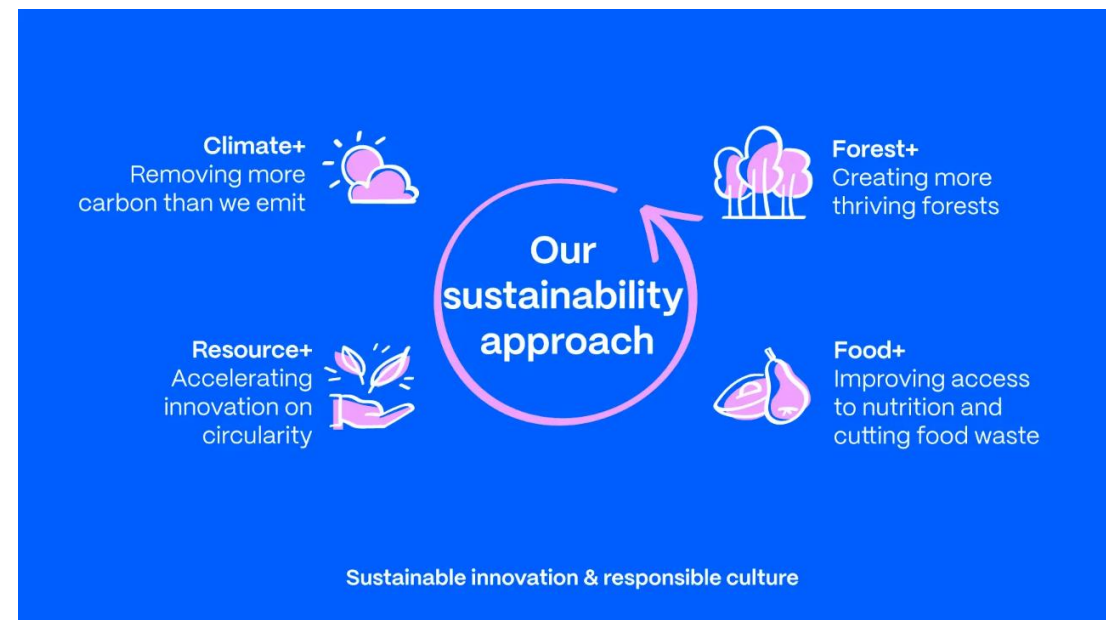 Climate+
Removing more
carbon than we emit
Forest+
Creating more
thriving forests
Our
sustainability
approach
Resource+
Accelerating
innovation on
circularity
Food+
Improving access
to nutrition and
cutting food waste
Sustainable innovation & responsible culture